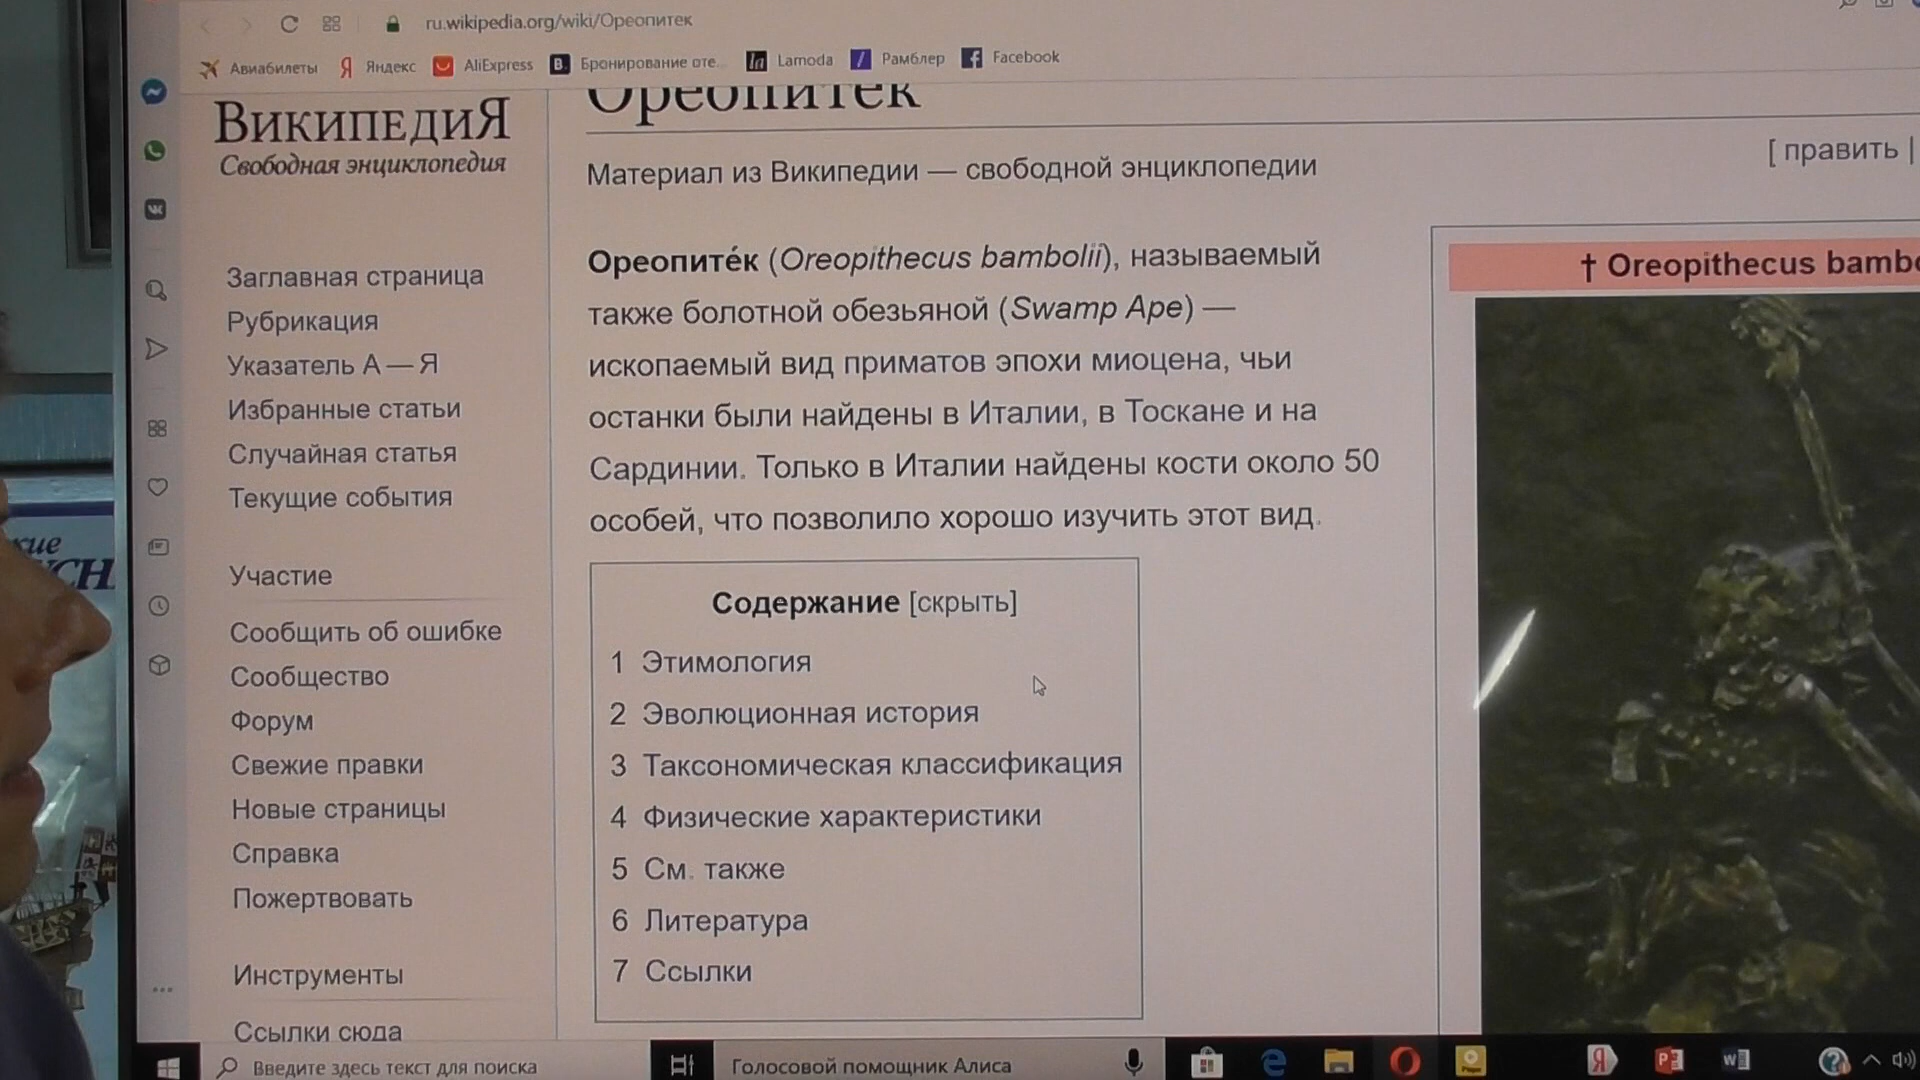 ru.wikipedia.org/wiki/Ореопитек
Авиабилеты
Яндекс
AliExpress
Бронирование оте...
Lamoda
Рамблер
Facebook
ВикипедиЯ
Свободная энциклопедия
Заглавная страница
Рубрикация
Указатель А — Я
Избранные статьи
Случайная статья
Текущие события
Участие
Сообщить об ошибке
Сообщество
Форум
Свежие правки
Новые страницы
Справка
Пожертвовать
Инструменты
Ссылки сюда
Ореопитек
Материал из Википедии — свободной энциклопедии
[ править |
Ореопите́к (Oreopithecus bambolii), называемый
также болотной обезьяной (Swamp Ape) —
ископаемый вид приматов эпохи миоцена, чьи
останки были найдены в Италии, в Тоскане и на
Сардинии. Только в Италии найдены кости около 50
особей, что позволило хорошо изучить этот вид.
† Oreopithecus bambo
Содержание [скрыть]
1 Этимология
2 Эволюционная история
3 Таксономическая классификация
4 Физические характеристики
5 См. также
6 Литература
7 Ссылки
Введите здесь текст для поиска
Голосовой помощник Алиса